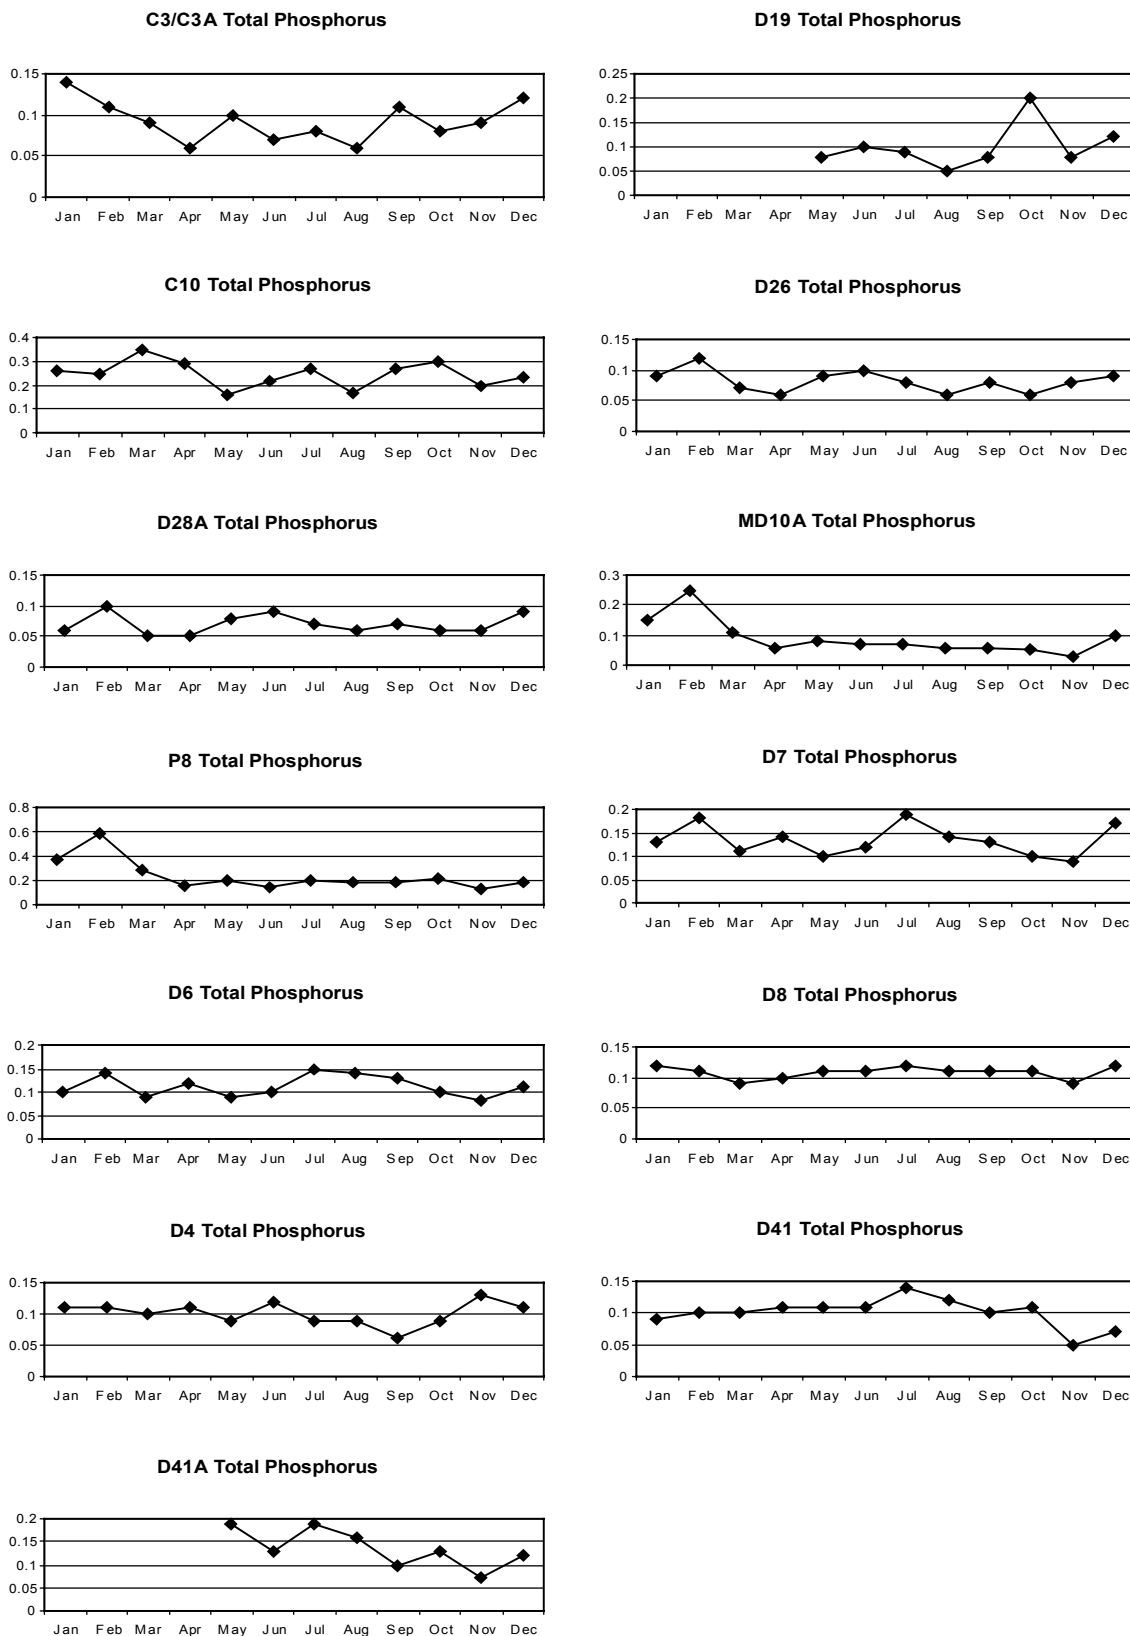 C3/C3A Total Phosphorus
0.15
0.1
0.05
0
Jan Feb Mar Apr May Jun Jul Aug Sep Oct Nov Dec
D19 Total Phosphorus
0.25
0.2
0.15
0.1
0.05
0
Jan Feb Mar Apr May Jun Jul Aug Sep Oct Nov Dec
C10 Total Phosphorus
0.4
0.3
0.2
0.1
0
Jan Feb Mar Apr May Jun Jul Aug Sep Oct Nov Dec
D26 Total Phosphorus
0.15
0.1
0.05
0
Jan Feb Mar Apr May Jun Jul Aug Sep Oct Nov Dec
D28A Total Phosphorus
0.15
0.1
0.05
0
Jan Feb Mar Apr May Jun Jul Aug Sep Oct Nov Dec
MD10A Total Phosphorus
0.3
0.2
0.1
0
Jan Feb Mar Apr May Jun Jul Aug Sep Oct Nov Dec
P8 Total Phosphorus
0.8
0.6
0.4
0.2
0
Jan Feb Mar Apr May Jun Jul Aug Sep Oct Nov Dec
D7 Total Phosphorus
0.2
0.15
0.1
0.05
0
Jan Feb Mar Apr May Jun Jul Aug Sep Oct Nov Dec
D6 Total Phosphorus
0.2
0.15
0.1
0.05
0
Jan Feb Mar Apr May Jun Jul Aug Sep Oct Nov Dec
D8 Total Phosphorus
0.15
0.1
0.05
0
Jan Feb Mar Apr May Jun Jul Aug Sep Oct Nov Dec
D4 Total Phosphorus
0.15
0.1
0.05
0
Jan Feb Mar Apr May Jun Jul Aug Sep Oct Nov Dec
D41 Total Phosphorus
0.15
0.1
0.05
0
Jan Feb Mar Apr May Jun Jul Aug Sep Oct Nov Dec
D41A Total Phosphorus
0.2
0.15
0.1
0.05
0
Jan Feb Mar Apr May Jun Jul Aug Sep Oct Nov Dec